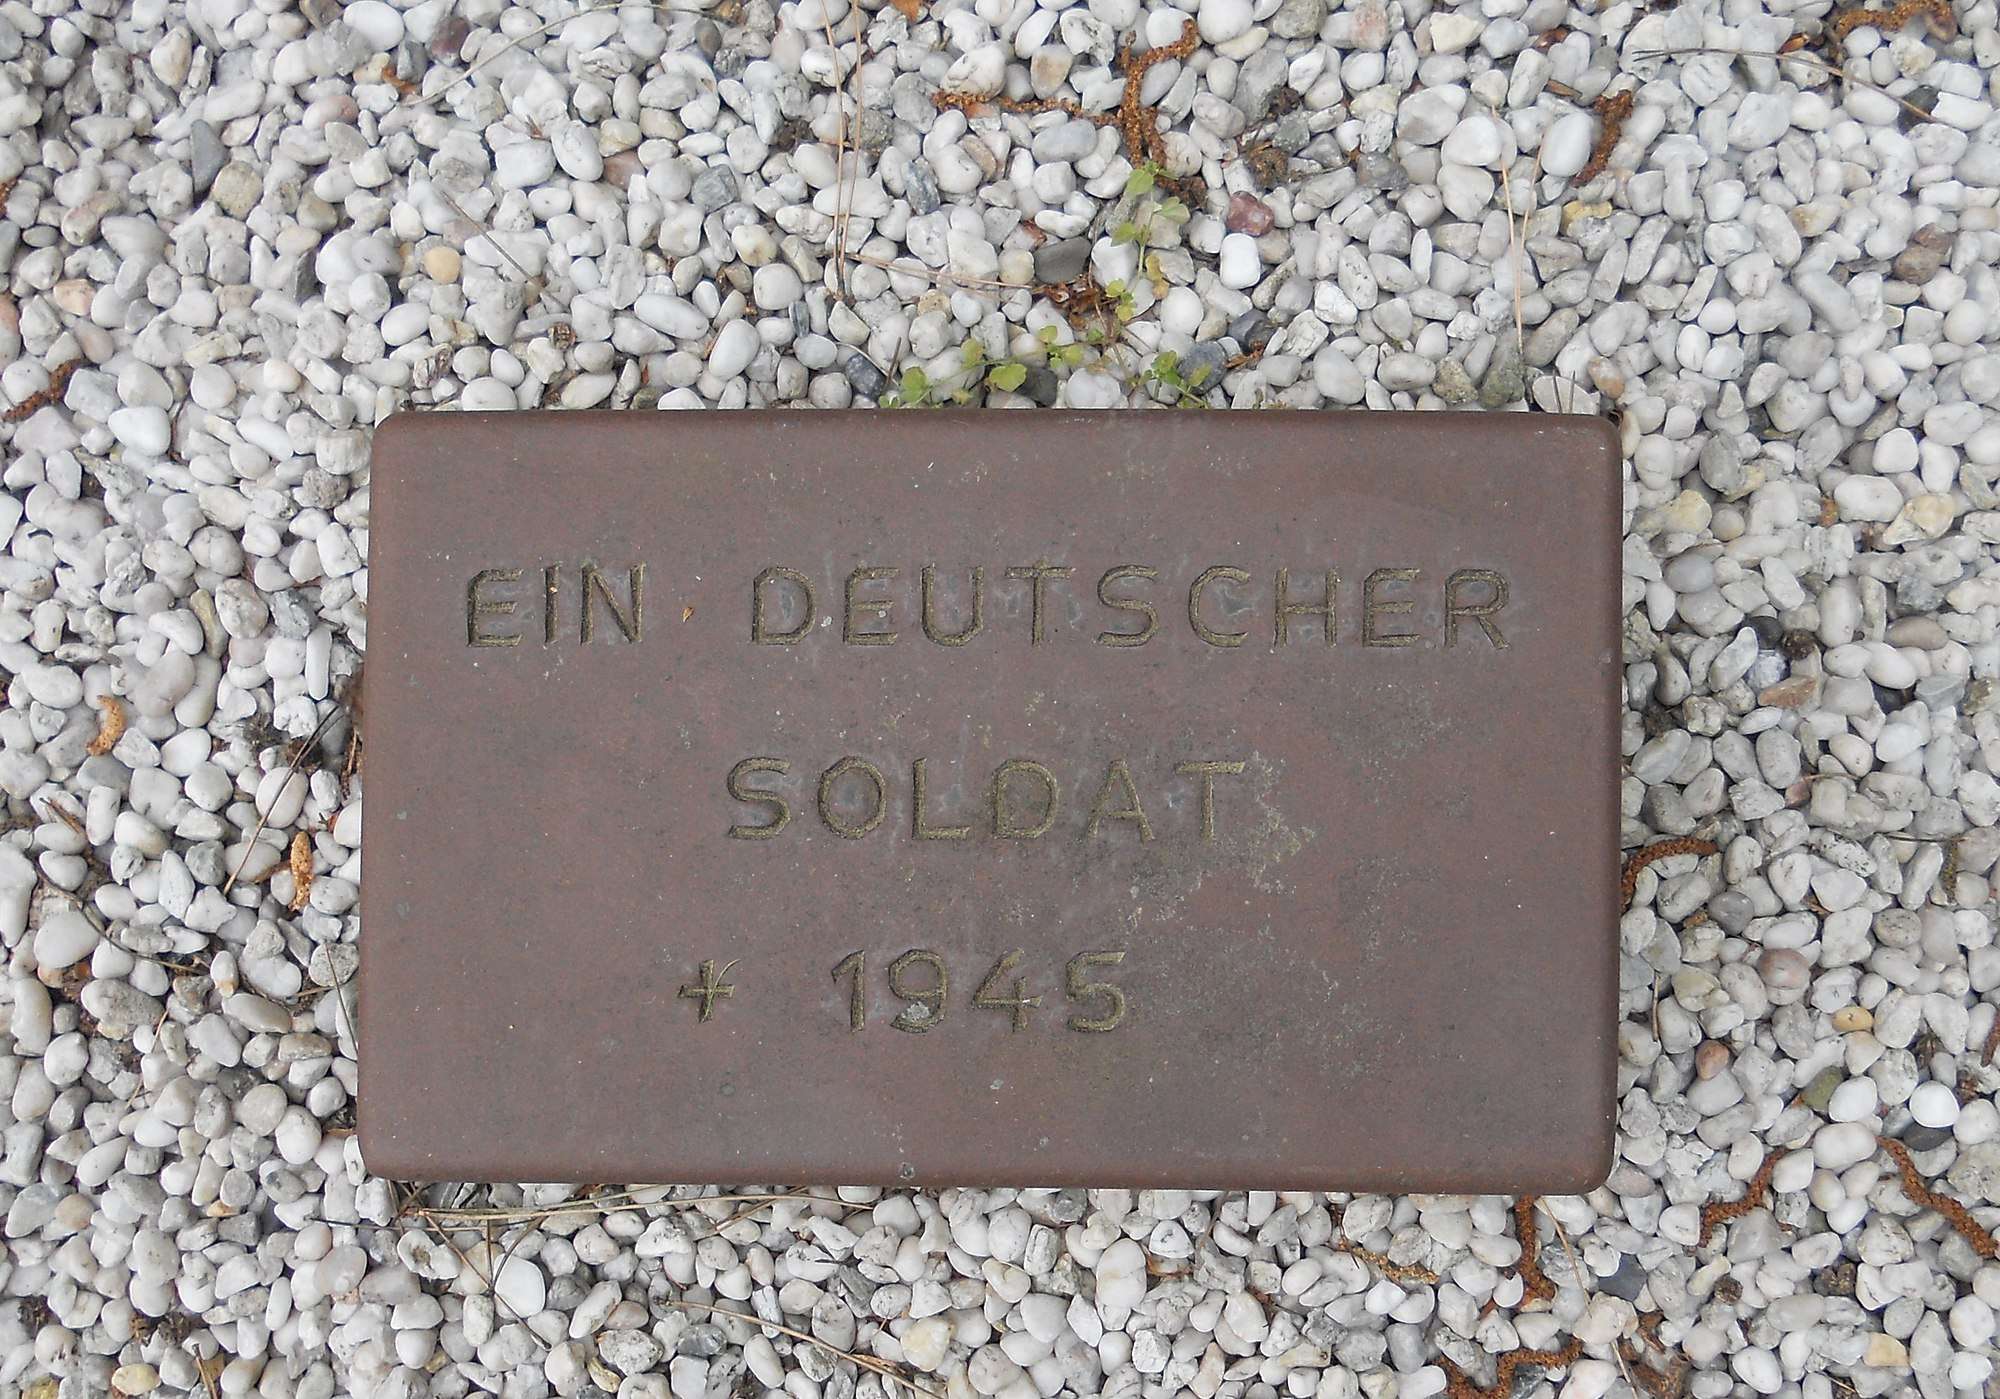 EIN DEUTSCHER
SOLDAT
† 1945